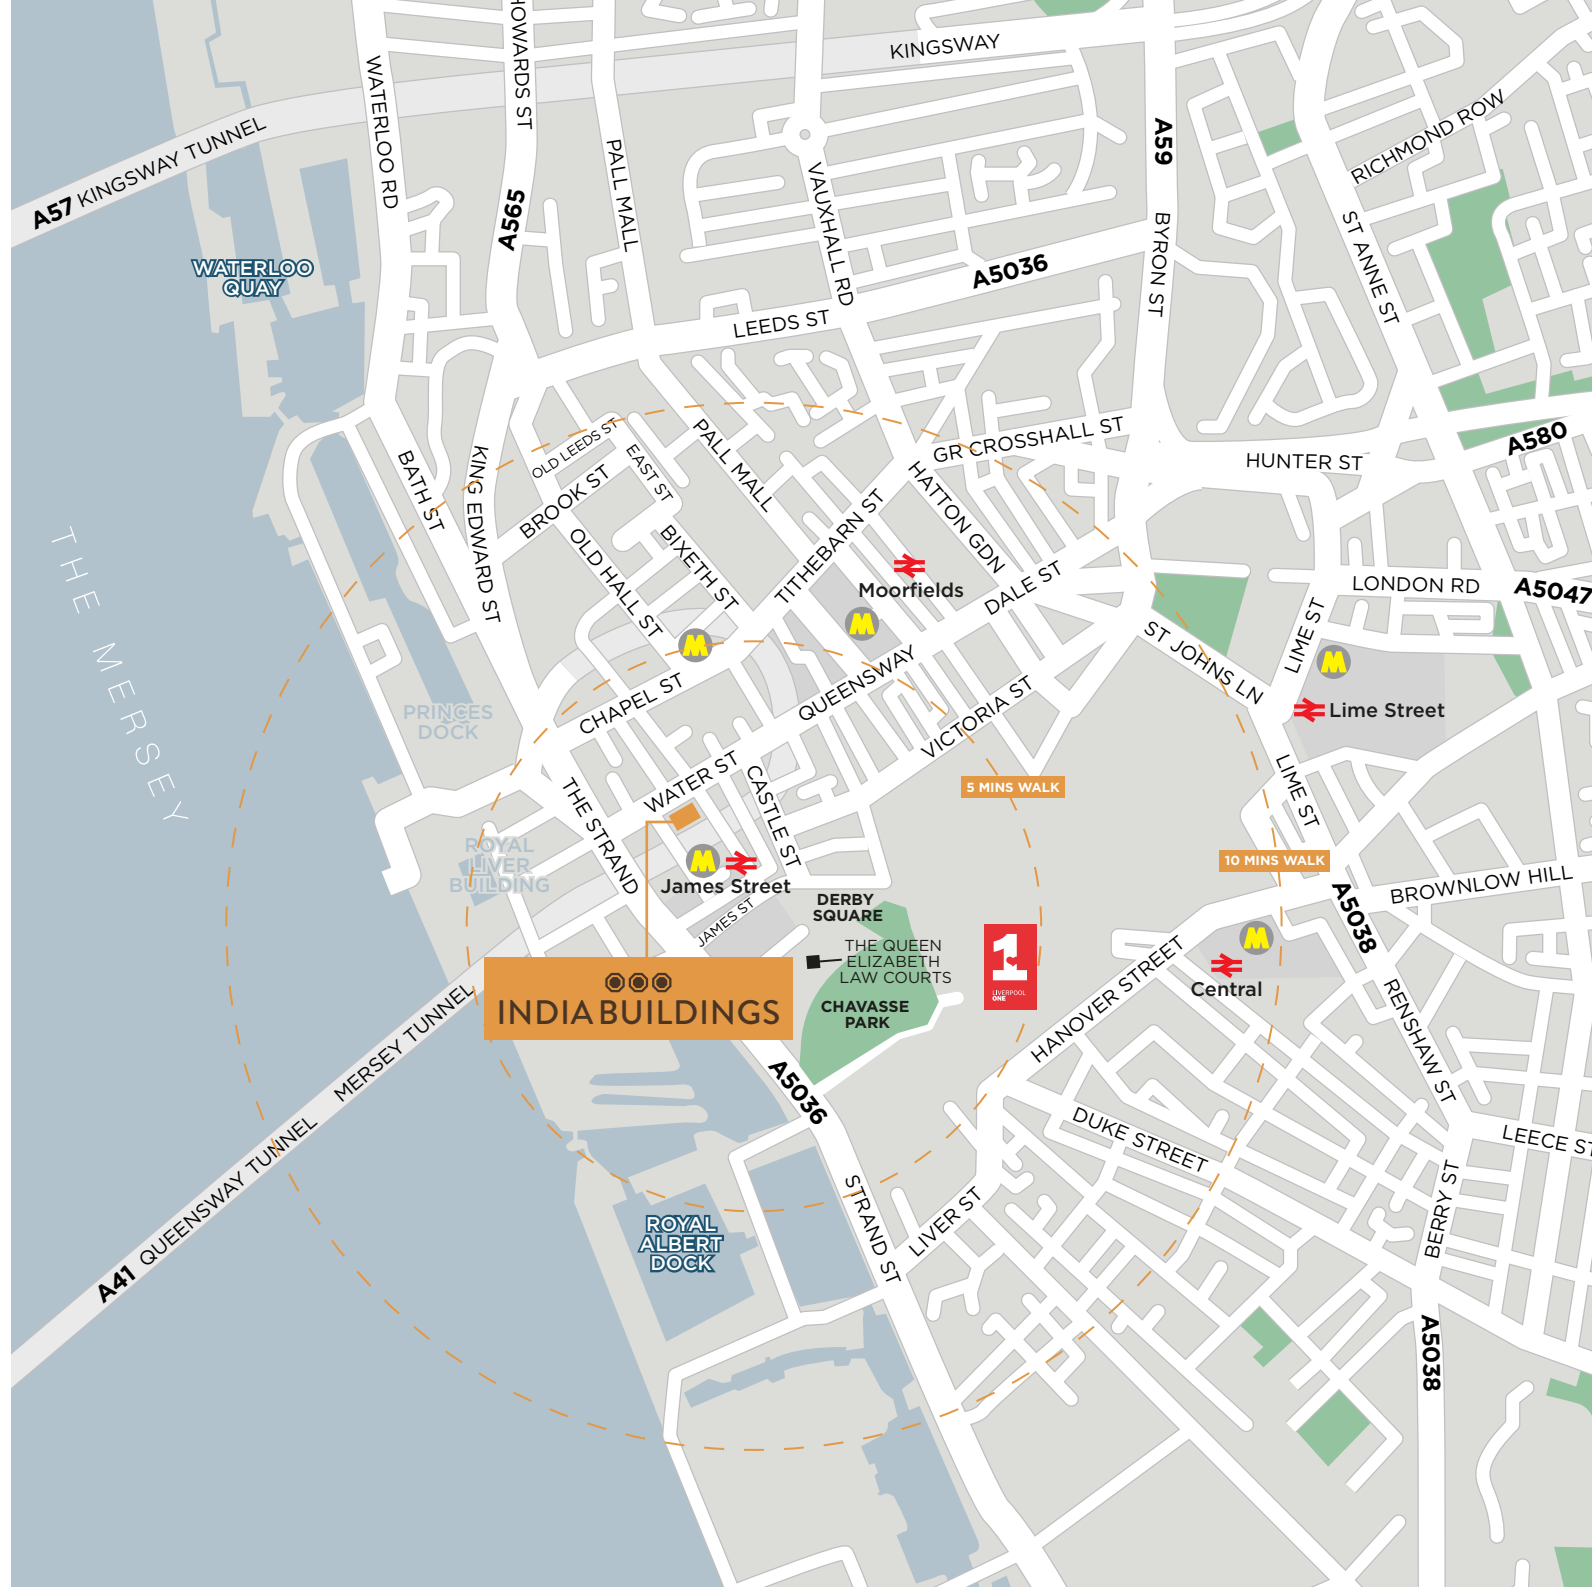 HOWARDS ST
KINGSWAY
WATERLOO RD
A57 KINGSWAY TUNNEL
PALL MALL
A565
VAUXHALL RD
A59
BYRON ST
RICHMOND ROW
ST ANNE ST
WATERLOO
QUAY
A5036
LEEDS ST
GR CROSSHALL ST
HUNTER ST
A580
OLD LEEDS ST
EAST ST
PALL MALL
BATH ST
KING EDWARD ST
BROOK ST
OLD HALL ST
BIXETH ST
TITHEBARN ST
HATTON GDN
Moorfields
M
M
DALE ST
LONDON RD
A5047
ST JOHNS LN
LIME ST
M
Lime Street
THE MERSEY
PRINCES
DOCK
CHAPEL ST
QUEENSWAY
VICTORIA ST
LIME ST
5 MINS WALK
WATER ST
CASTLE ST
THE STRAND
ROYAL
LIVER
BUILDING
M
James Street
JAMES ST
10 MINS WALK
BROWNLOW HILL
A5038
DERBY
SQUARE
THE QUEEN
ELIZABETH
LAW COURTS
CHAVASSE
PARK
1
LIVERPOOL
ONE
M
Central
HANOVER STREET
RENSHAW ST
INDIA BUILDINGS
MERSEY TUNNEL
A5036
DUKE STREET
LEECE ST
A41 QUEENSWAY TUNNEL
ROYAL
ALBERT
DOCK
STRAND ST
LIVER ST
BERRY ST
A5038